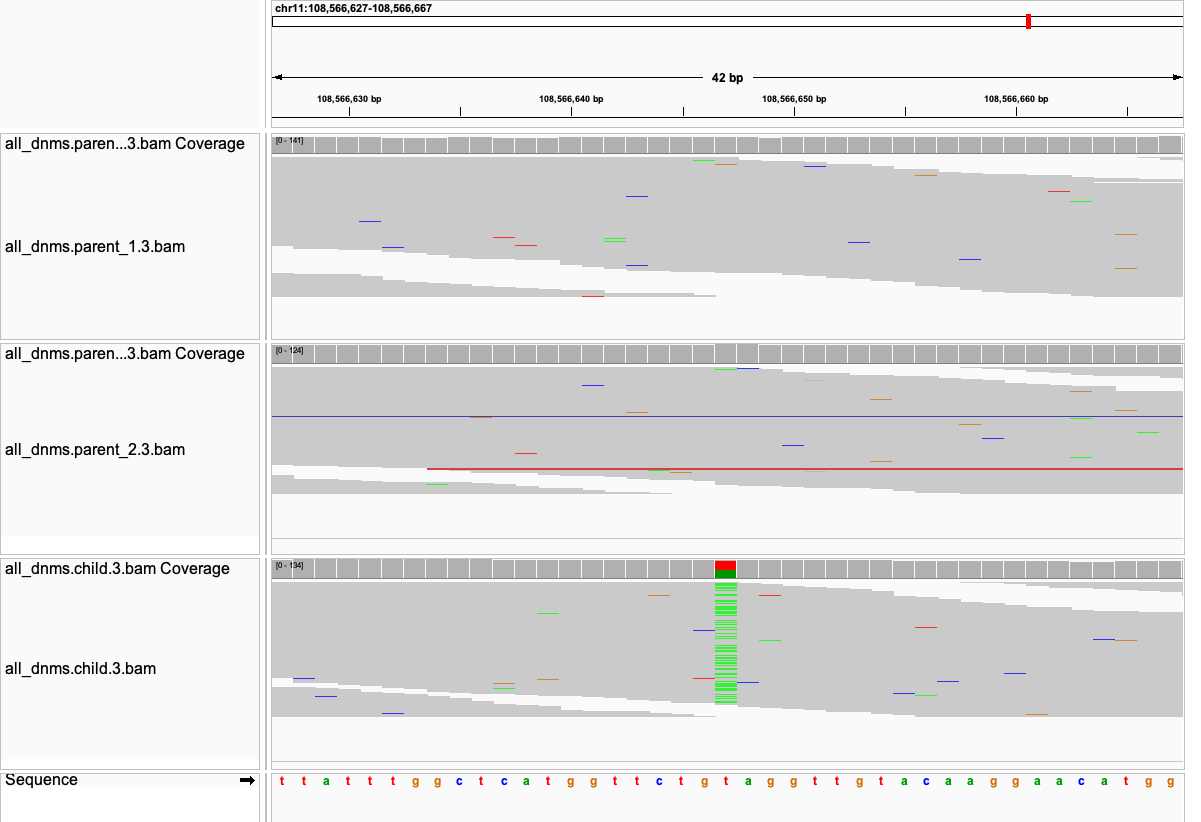 chr11:108,566,627-108,566,667
42 bp
108,566,630 bp 108,566,640 bp 108,566,650 bp 108,566,660 bp
all_dnms.paren...3.bam Coverage
[0 - 141]
all_dnms.parent_1.3.bam
all_dnms.paren...3.bam Coverage
[0 - 124]
all_dnms.parent_2.3.bam
all_dnms.child.3.bam Coverage
[0 - 134]
all_dnms.child.3.bam
Sequence t t a t t t g g c t c a t g g t t c t g t a g g t t g t a c a a g g a a c a t g g